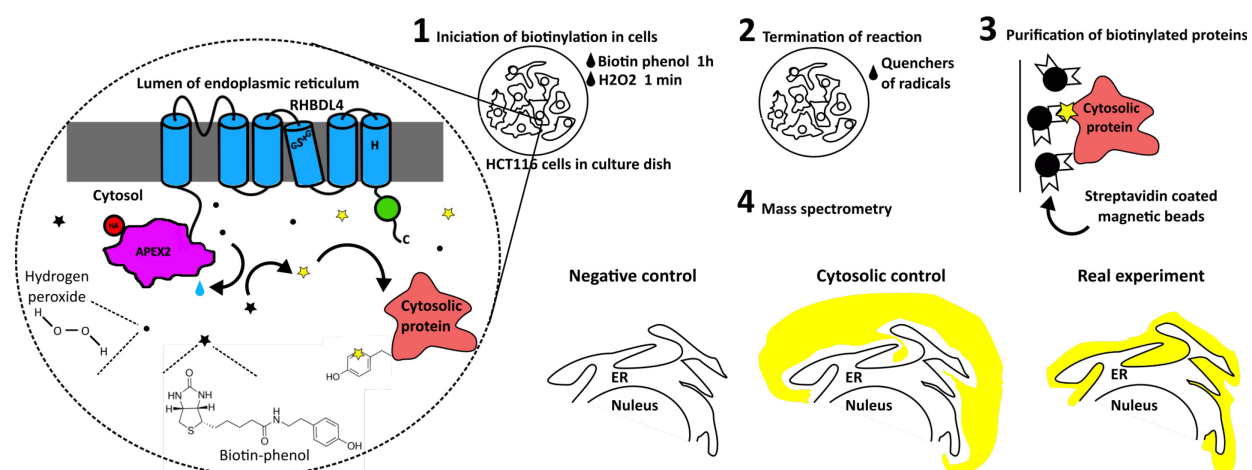 1 Iniciation of biotinylation in cells
Biotin phenol 1h
H2O2 1 min
HCT116 cells in culture dish
2 Termination of reaction
Quenchers
of radicals
3 Purification of biotinylated proteins
Cytosolic
protein
Streptavidin coated
magnetic beads
Lumen of endoplasmic reticulum
RHBDL4
GSxG
H
Cytosol
HA
APEX2
C
Hydrogen
peroxide
H
O O
H
Cytosolic
protein
OH
O
HN NH
H H
S
O
H
N
OH
Biotin-phenol
4 Mass spectrometry
Negative control
ER
Nucleus
Cytosolic control
ER
Nucleus
Real experiment
ER
Nucleus